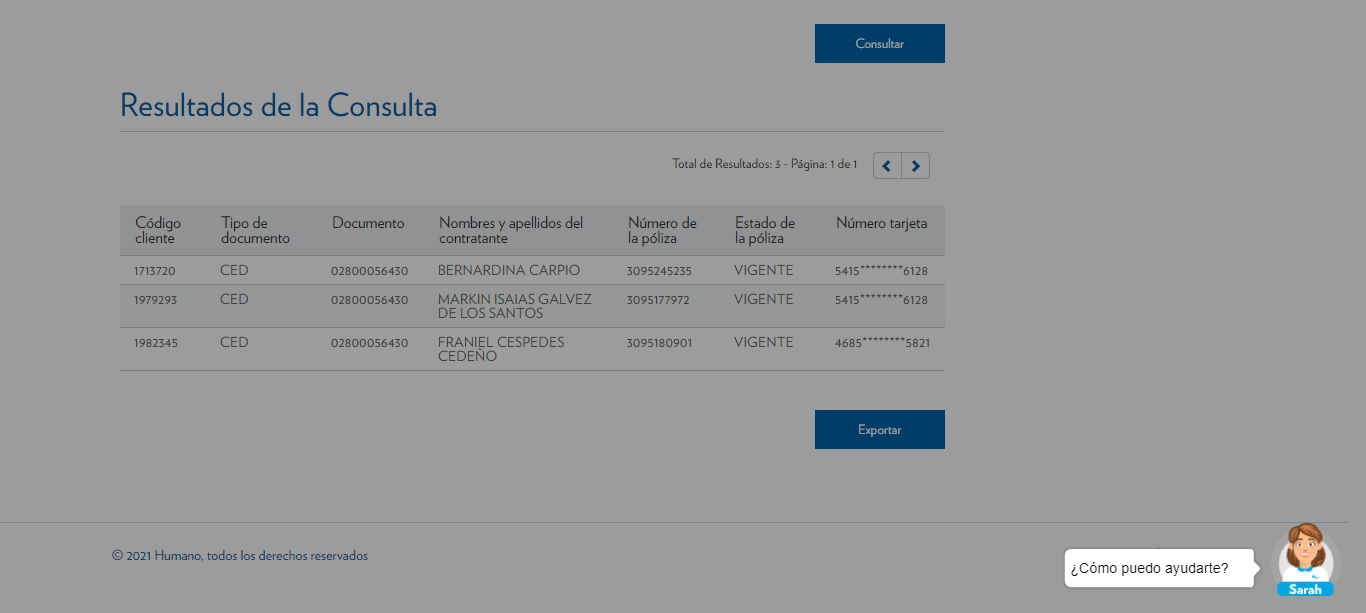 Consultar
Resultados de la Consulta
Total de Resultados: 3 - Página: 1 de 1
Código cliente Tipo de documento Documento Nombres y apellidos del contratante Número de la póliza Estado de la póliza Número tarjeta
1713720 CED 02800056430 BERNARDINA CARPIO 3095245235 VIGENTE 5415********6128
1979293 CED 02800056430 MARKIN ISAIAS GALVEZ DE LOS SANTOS 3095177972 VIGENTE 5415********6128
1982345 CED 02800056430 FRANIEL CESPEDES CEDEÑO 3095180901 VIGENTE 4685********5821
Exportar
© 2021 Humano, todos los derechos reservados
¿Cómo puedo ayudarte?
Sarah